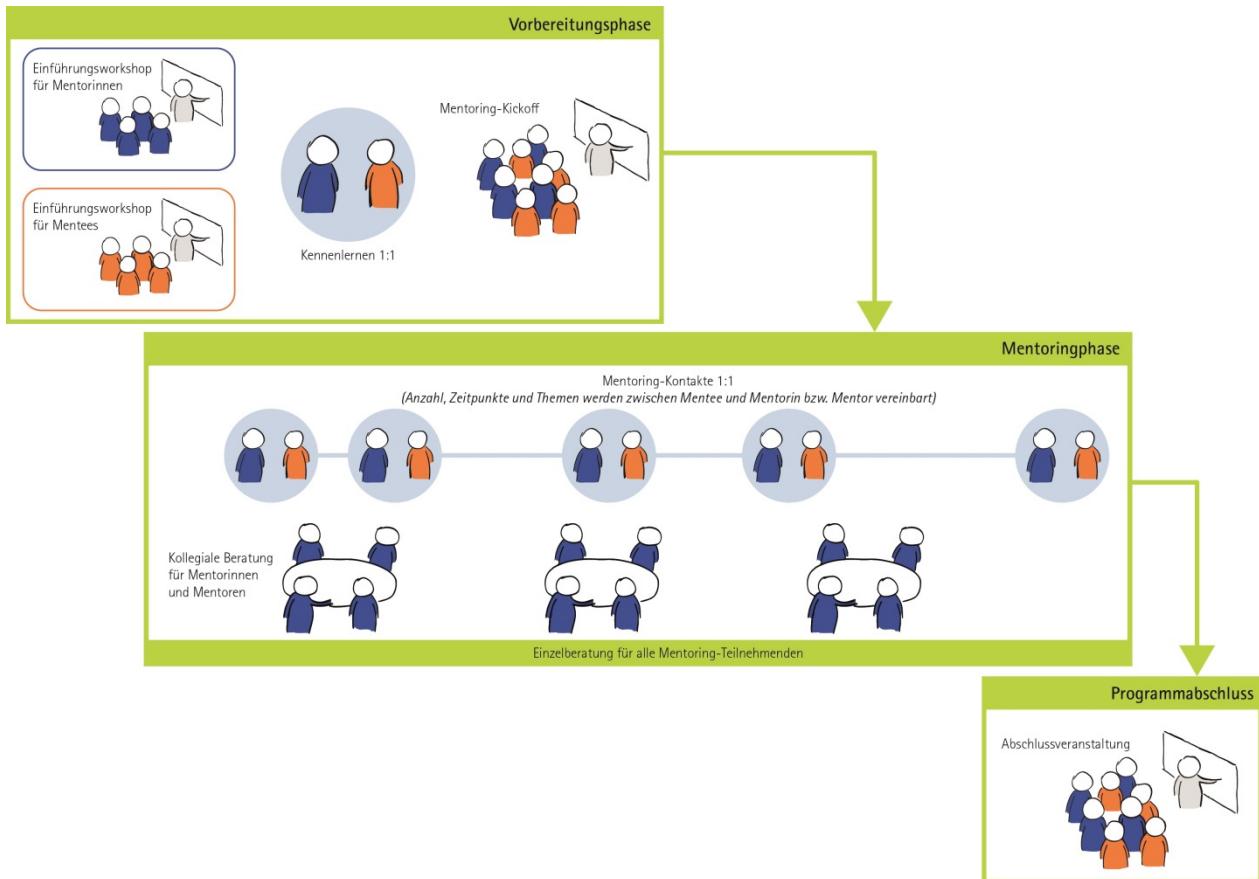 Vorbereitungsphase
Einführungsworkshop
für Mentorinnen
Einführungsworkshop
für Mentees
Kennenlernen 1:1
Mentoring-Kickoff
Mentoringphase
Mentoring-Kontakte 1:1
(Anzahl, Zeitpunkte und Themen werden zwischen Mentee und Mentorin bzw. Mentor vereinbart)
Kollegiale Beratung
für Mentorinnen
und Mentoren
Einzelberatung für alle Mentoring-Teilnehmenden
Programmabschluss
Abschlussveranstaltung